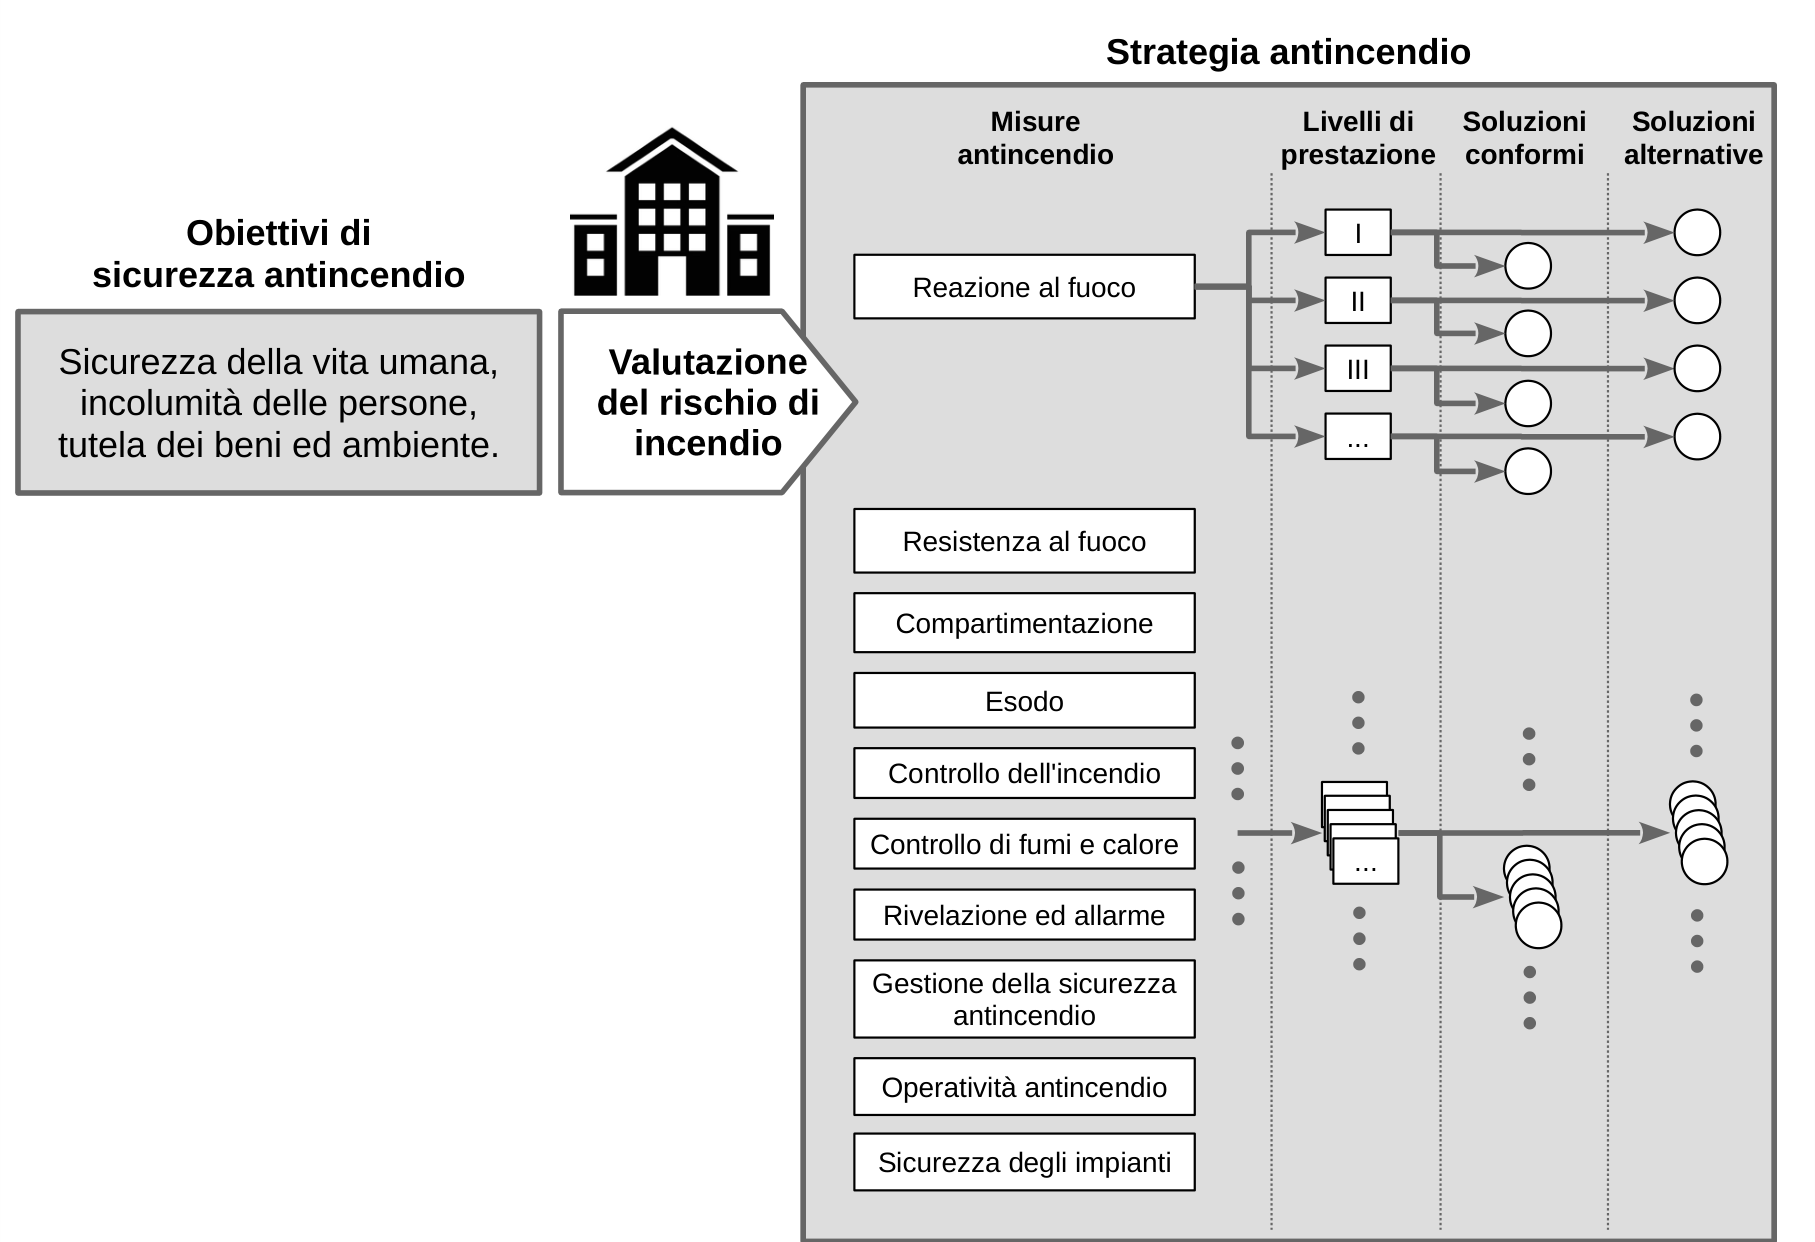 Strategia antincendio
Misure
antincendio
Livelli di
prestazione
Soluzioni
conformi
Soluzioni
alternative
Obiettivi di
sicurezza antincendio
Sicurezza della vita umana,
incolumità delle persone,
tutela dei beni ed ambiente.
Valutazione
del rischio di
incendio
Reazione al fuoco
I
II
III
...
Resistenza al fuoco
Compartimentazione
Esodo
Controllo dell'incendio
Controllo di fumi e calore
...
Rivelazione ed allarme
Gestione della sicurezza
antincendio
Operatività antincendio
Sicurezza degli impianti